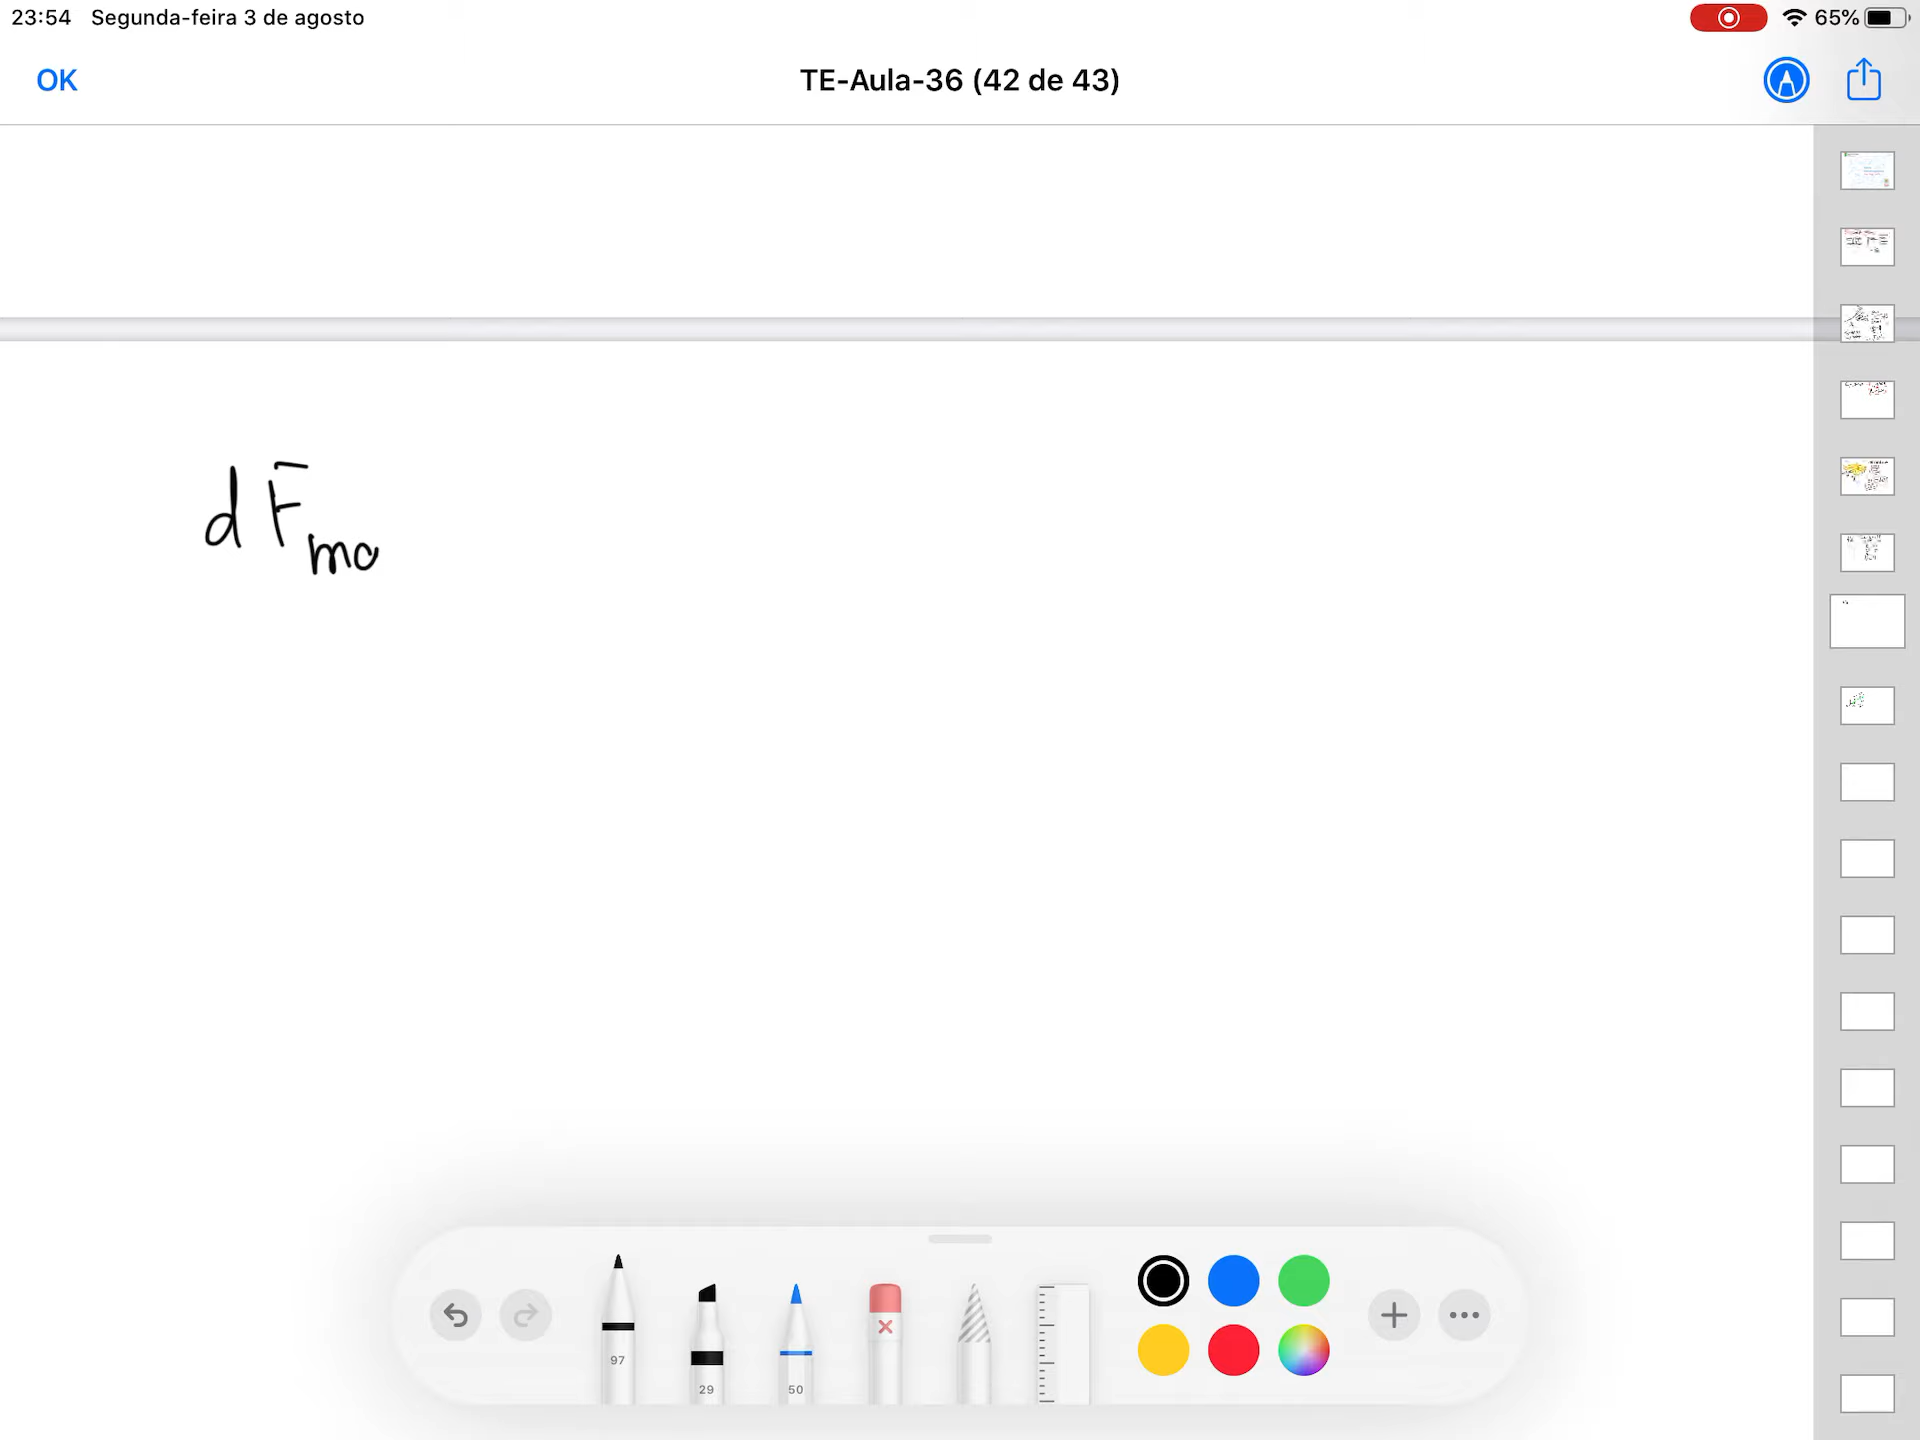 23:54 Segunda-feira 3 de agosto 65%
OK TE-Aula-36 (42 de 43)
d F̄mo
97 29 50